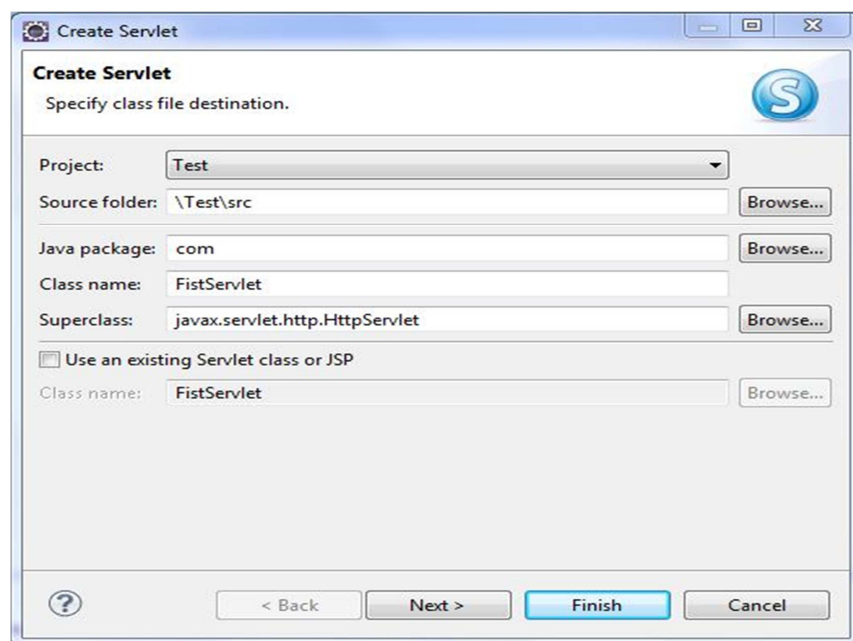 Create Servlet
Create Servlet
Specify class file destination.
S
Project: Test
Source folder: \Test\src Browse...
Java package: com Browse...
Class name: FistServlet
Superclass: javax.servlet.http.HttpServlet Browse...
Use an existing Servlet class or JSP
Class name: FistServlet Browse...
? < Back Next > Finish Cancel